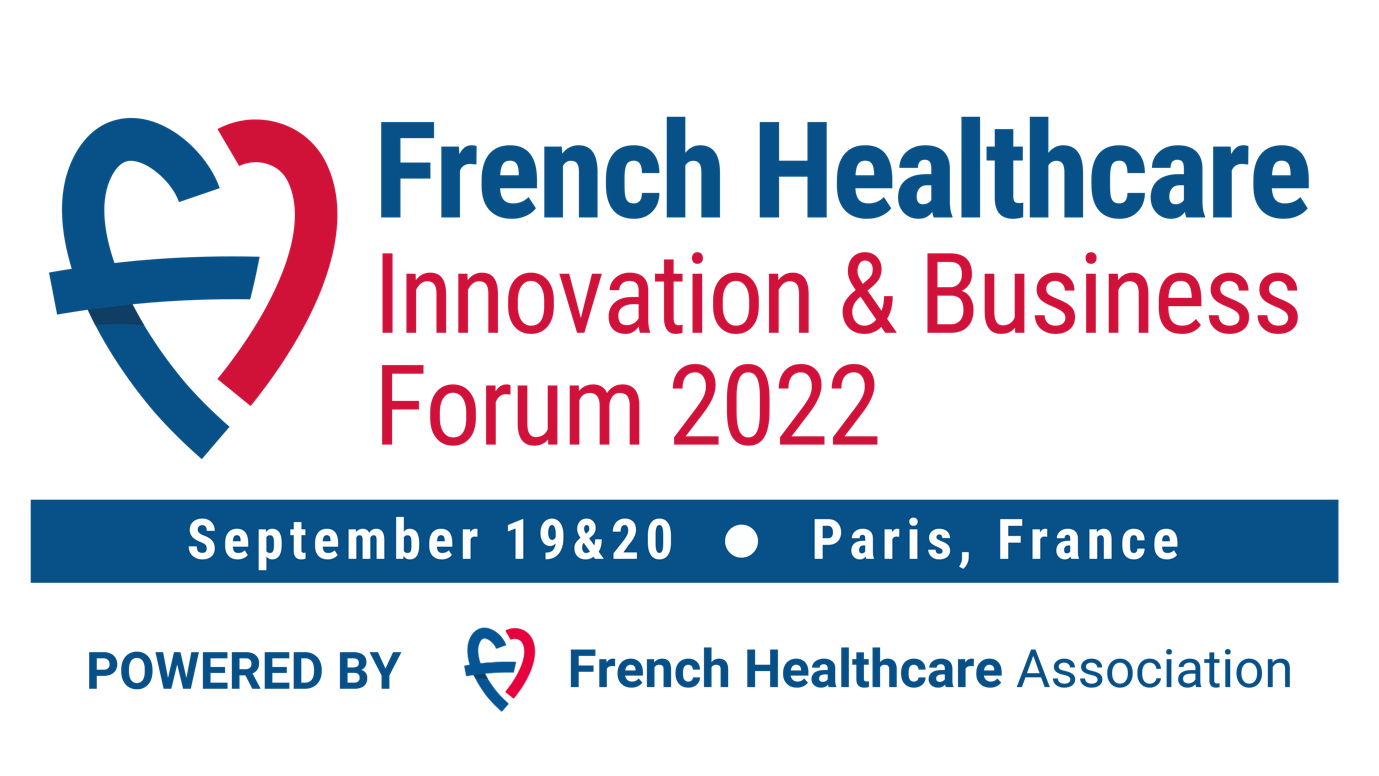 French Healthcare
Innovation & Business
Forum 2022
September 19&20 ● Paris, France
POWERED BY French Healthcare Association